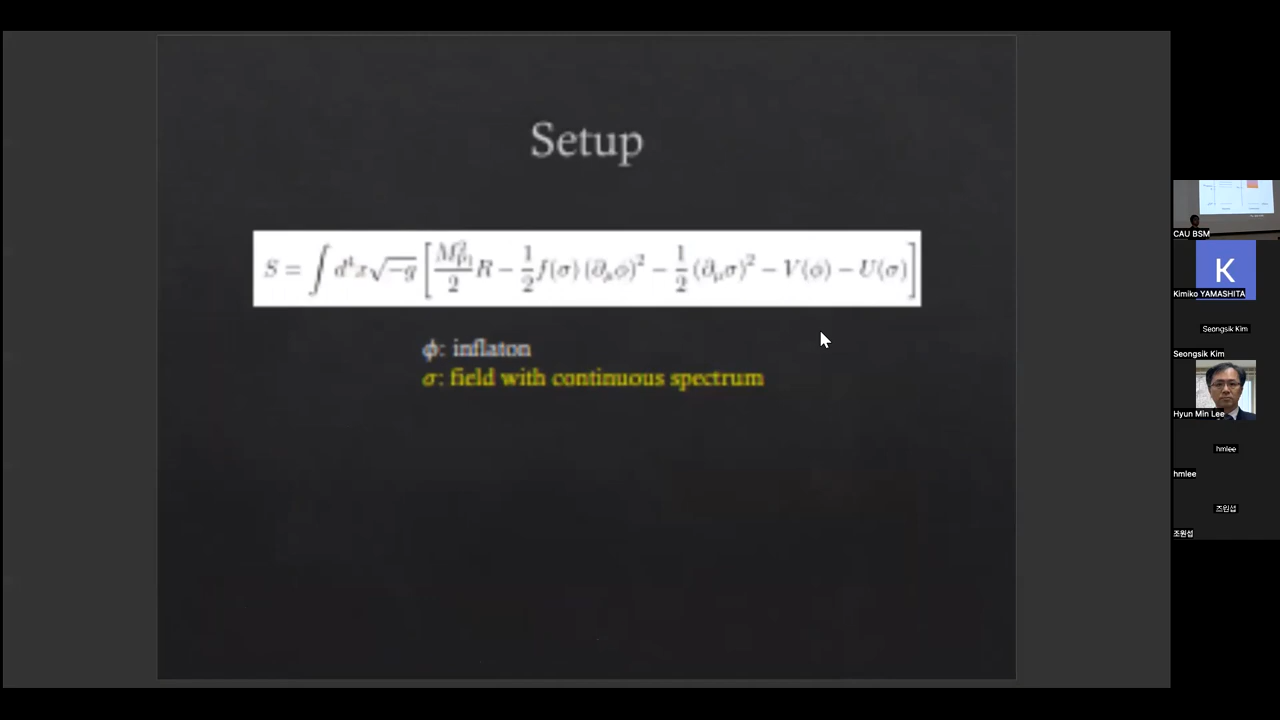 Setup
S = ∫ d⁴x√−g [ M²_Pl/2 R − 1/2 f(σ) (∂_μφ)² − 1/2 (∂_μσ)² − V(φ) − U(σ) ]
ϕ: inflaton
σ: field with continuous spectrum
CAU BSM
K
Kimiko YAMASHITA
Seongsik Kim
Seongsik Kim
Hyun Min Lee
hmlee
hmlee
조원섭
조원섭